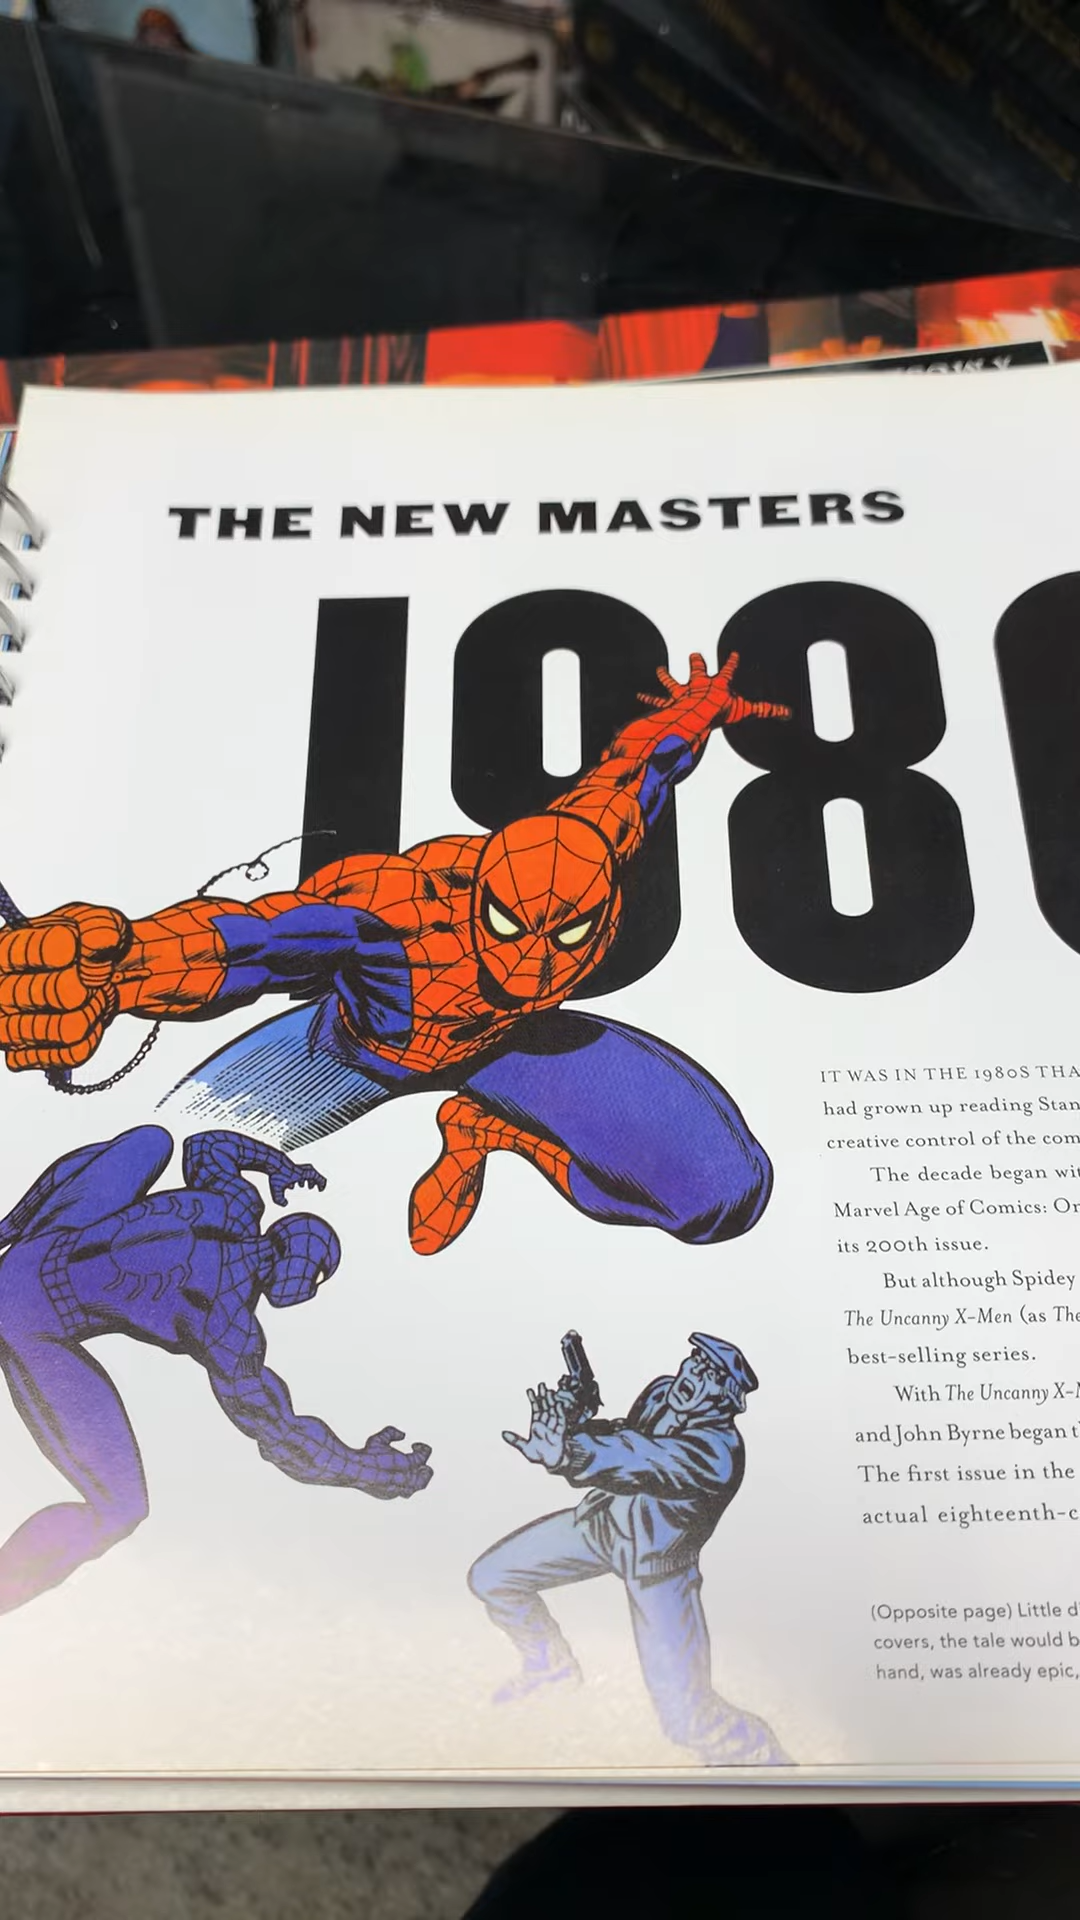 THE NEW MASTERS
198
IT WAS IN THE 1980S THA
had grown up reading Stan
creative control of the com
The decade began wit
Marvel Age of Comics: Or
its 200th issue.
But although Spidey
The Uncanny X-Men (as The
best-selling series.
With The Uncanny X-M
and John Byrne began t
The first issue in the
actual eighteenth-c
(Opposite page) Little d
covers, the tale would b
hand, was already epic,